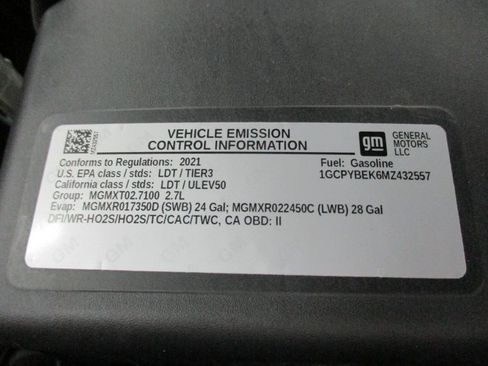 VEHICLE EMISSION
CONTROL INFORMATION
gm
GENERAL
MOTORS
LLC
Conforms to Regulations: 2021
Fuel: Gasoline
U.S. EPA class / stds: LDT / TIER3
1GCPYBEK6MZ432557
California class / stds: LDT / ULEV50
Group: MGMXT02.7100 2.7L
Evap: MGMXR017350D (SWB) 24 Gal; MGMXR022450C (LWB) 28 Gal
DFI/WR-HO2S/HO2S/TC/CAC/TWC, CA OBD: II